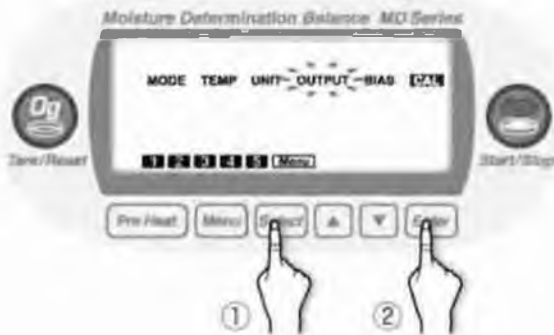 Moisture Determination Balance MD Series
MODE TEMP UNIT OUTPUT BIAS CAL
0g
Tare/Reset
Start/Stop
1 2 3 4 5 Menu
Pre Heat Menu Select ▲ ▼ Enter
① ②